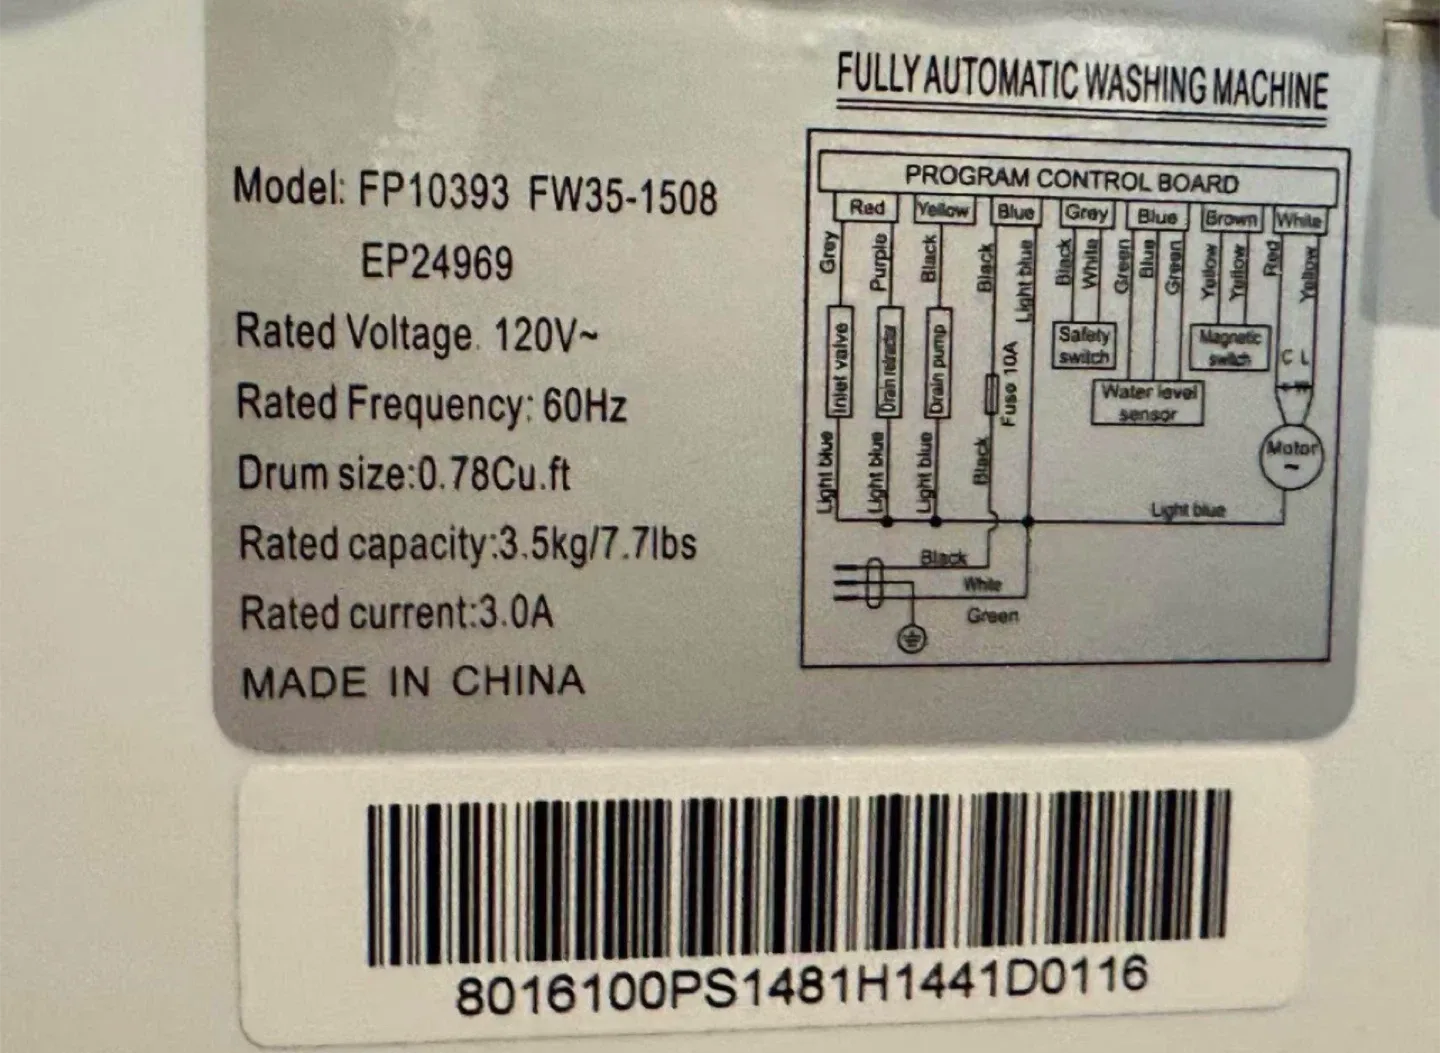 FULLY AUTOMATIC WASHING MACHINE
Model: FP10393 FW35-1508
EP24969
Rated Voltage 120V~
Rated Frequency: 60Hz
Drum size:0.78Cu.ft
Rated capacity:3.5kg/7.7lbs
Rated current:3.0A
MADE IN CHINA
PROGRAM CONTROL BOARD
Red Yellow Blue Grey Blue Brown White
Grey Purple Black Black Light blue Black White Green Blue Green Yellow Yellow Red Yellow
Inlet valve
Drain retractor
Drain pump
Fuse 10A
Safety
switch
Water level
sensor
Magnetic
switch
C L
Motor
~
Light blue Light blue Light blue Black
Light blue
Black
White
Green
8016100PS1481H1441D0116